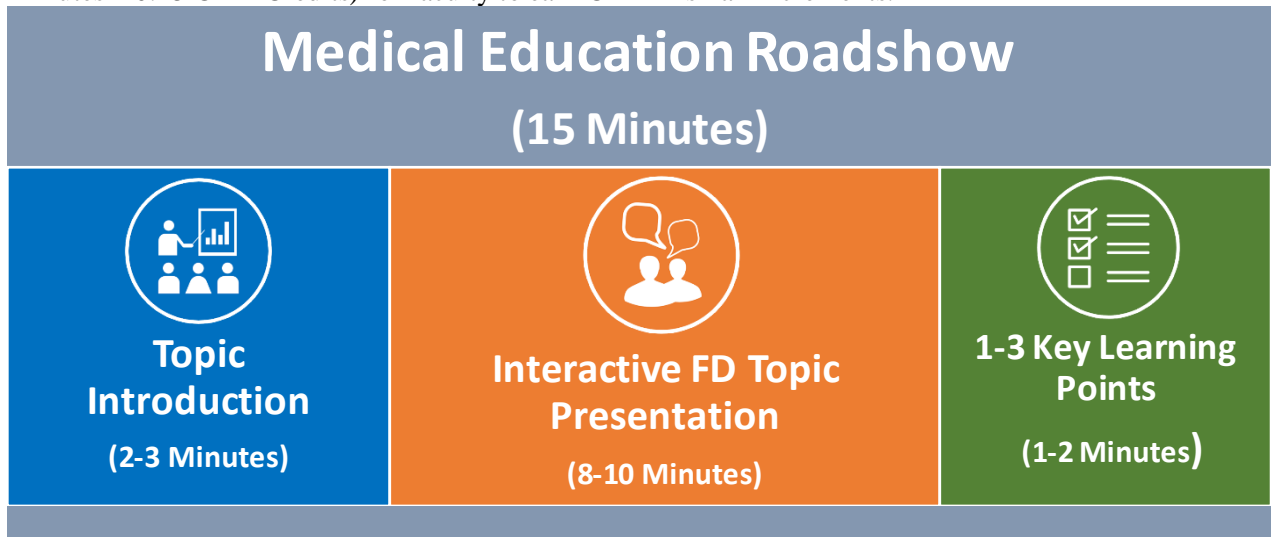 Medical Education Roadshow
(15 Minutes)
Topic
Introduction
(2-3 Minutes)
Interactive FD Topic
Presentation
(8-10 Minutes)
1-3 Key Learning
Points
(1-2 Minutes)